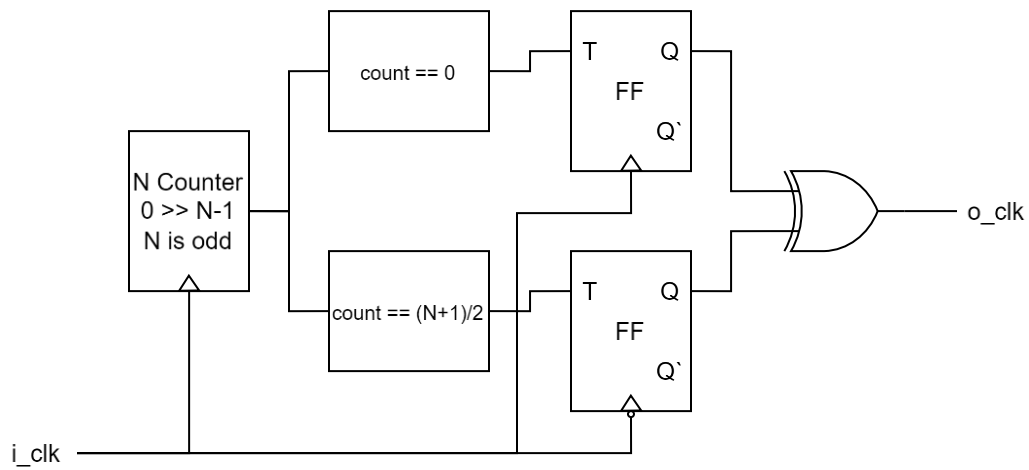 count == 0
T
Q
FF
Q`
N Counter
0 >> N-1
N is odd
o_clk
count == (N+1)/2
T
Q
FF
Q`
i_clk